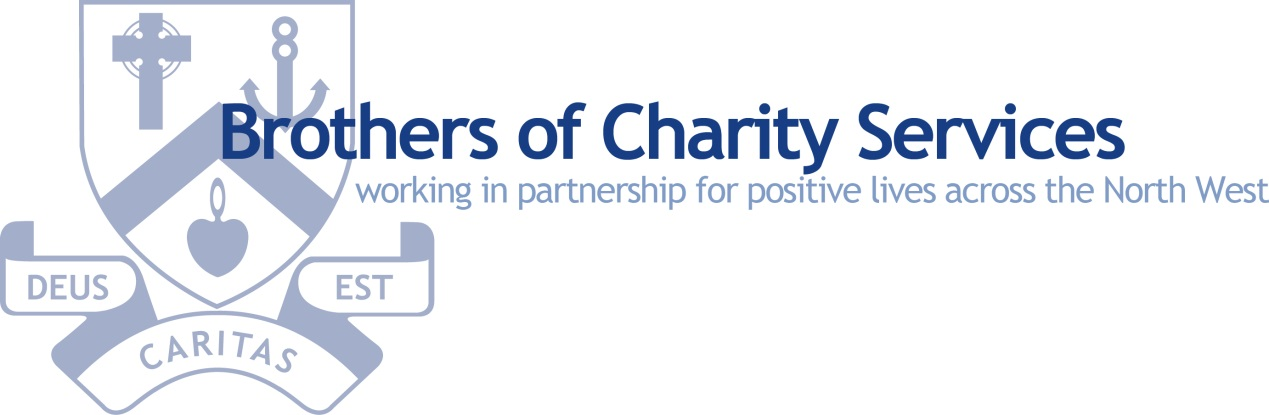 Brothers of Charity Services
working in partnership for positive lives across the North West
DEUS
CARITAS
EST